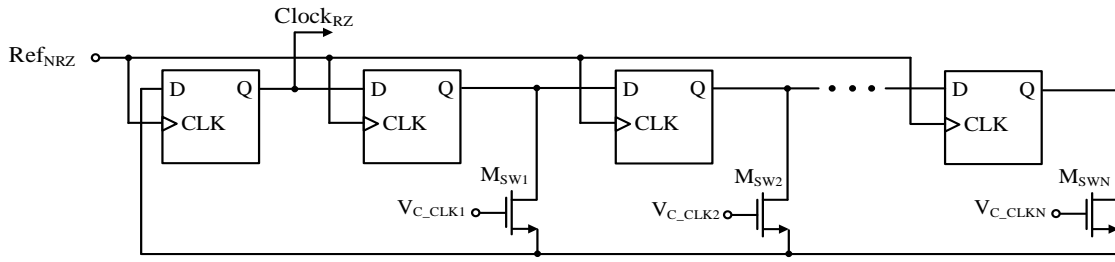 Clock_RZ
Ref_NRZ
D Q D Q D Q D Q
CLK CLK CLK CLK
M_SW1 M_SW2 M_SWN
V_C_CLK1 V_C_CLK2 V_C_CLKN